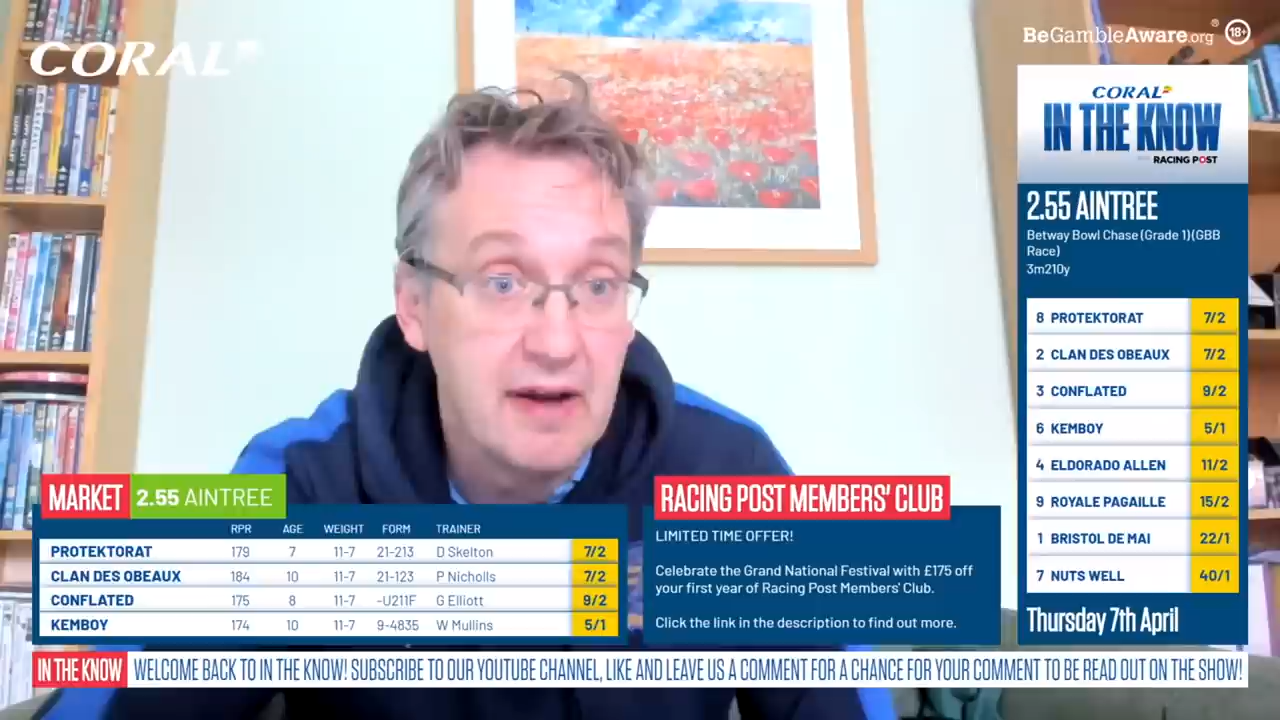 CORAL
BeGambleAware.org® 18+
CORAL
IN THE KNOW
RACING POST
2.55 AINTREE
Betway Bowl Chase (Grade 1) (GBB
Race)
3m210y
8 PROTEKTORAT 7/2
2 CLAN DES OBEAUX 7/2
3 CONFLATED 9/2
6 KEMBOY 5/1
4 ELDORADO ALLEN 11/2
9 ROYALE PAGAILLE 15/2
1 BRISTOL DE MAI 22/1
7 NUTS WELL 40/1
Thursday 7th April
MARKET 2.55 AINTREE
RPR AGE WEIGHT FORM TRAINER
PROTEKTORAT 179 7 11-7 21-213 D Skelton 7/2
CLAN DES OBEAUX 184 10 11-7 21-123 P Nicholls 7/2
CONFLATED 175 8 11-7 -U211F G Elliott 9/2
KEMBOY 174 10 11-7 9-4835 W Mullins 5/1
RACING POST MEMBERS' CLUB
LIMITED TIME OFFER!
Celebrate the Grand National Festival with £175 off
your first year of Racing Post Members' Club.
Click the link in the description to find out more.
IN THE KNOW WELCOME BACK TO IN THE KNOW! SUBSCRIBE TO OUR YOUTUBE CHANNEL, LIKE AND LEAVE US A COMMENT FOR A CHANCE FOR YOUR COMMENT TO BE READ OUT ON THE SHOW!